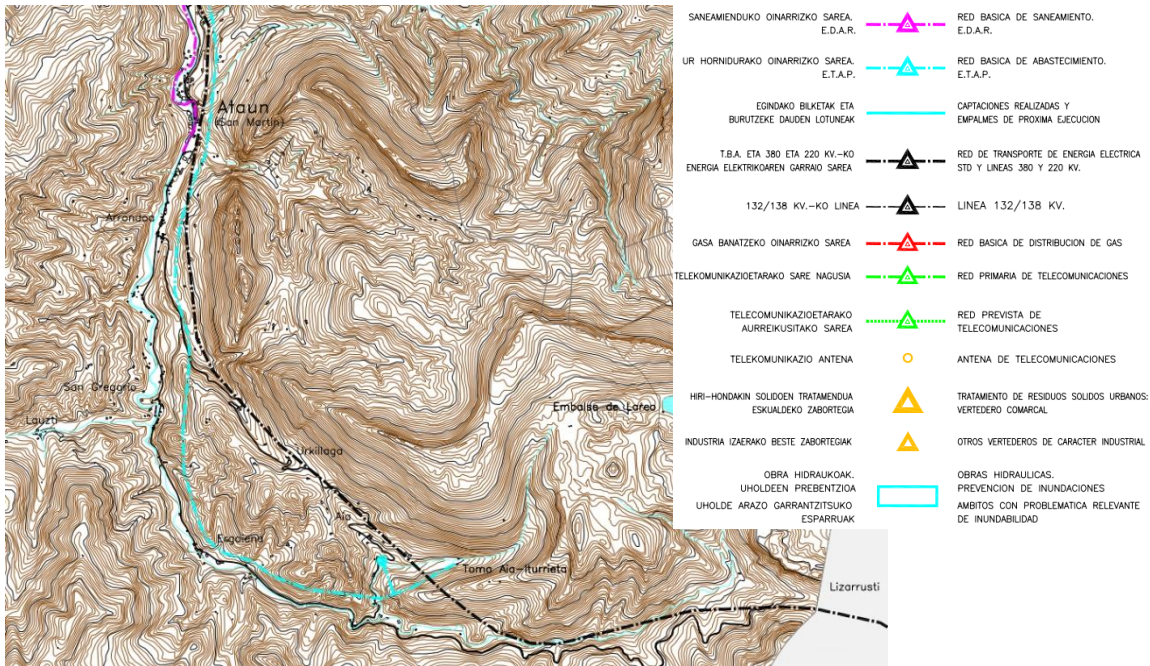 Ataun
(San Martin)
Arrondoa
San Gregorio
Lauzti
Urkillaga
Aia
Ergoiena
Toma Aia-Iturrieta
Embalse de Lareo
Lizarrusti
SANEAMIENDUKO OINARRIZKO SAREA.
E.D.A.R.
RED BASICA DE SANEAMIENTO.
E.D.A.R.
UR HORNIDURAKO OINARRIZKO SAREA.
E.T.A.P.
RED BASICA DE ABASTECIMIENTO.
E.T.A.P.
EGINDAKO BILKETAK ETA
BURUTZEKE DAUDEN LOTUNEAK
CAPTACIONES REALIZADAS Y
EMPALMES DE PROXIMA EJECUCION
T.B.A. ETA 380 ETA 220 KV.-KO
ENERGIA ELEKTRIKOAREN GARRAIO SAREA
RED DE TRANSPORTE DE ENERGIA ELECTRICA
STD Y LINEAS 380 Y 220 KV.
132/138 KV.-KO LINEA
LINEA 132/138 KV.
GASA BANATZEKO OINARRIZKO SAREA
RED BASICA DE DISTRIBUCION DE GAS
TELEKOMUNIKAZIOETARAKO SARE NAGUSIA
RED PRIMARIA DE TELECOMUNICACIONES
TELECOMUNIKAZIOETARAKO
AURREIKUSITAKO SAREA
RED PREVISTA DE
TELECOMUNICACIONES
TELEKOMUNIKAZIO ANTENA
ANTENA DE TELECOMUNICACIONES
HIRI-HONDAKIN SOLIDOEN TRATAMENDUA
ESKUALDEKO ZABORTEGIA
TRATAMIENTO DE RESIDUOS SOLIDOS URBANOS:
VERTEDERO COMARCAL
INDUSTRIA IZAERAKO BESTE ZABORTEGIAK
OTROS VERTEDEROS DE CARACTER INDUSTRIAL
OBRA HIDRAUKOAK.
UHOLDEEN PREBENTZIOA
UHOLDE ARAZO GARRANTZITSUKO
ESPARRUAK
OBRAS HIDRAULICAS.
PREVENCION DE INUNDACIONES
AMBITOS CON PROBLEMATICA RELEVANTE
DE INUNDABILIDAD